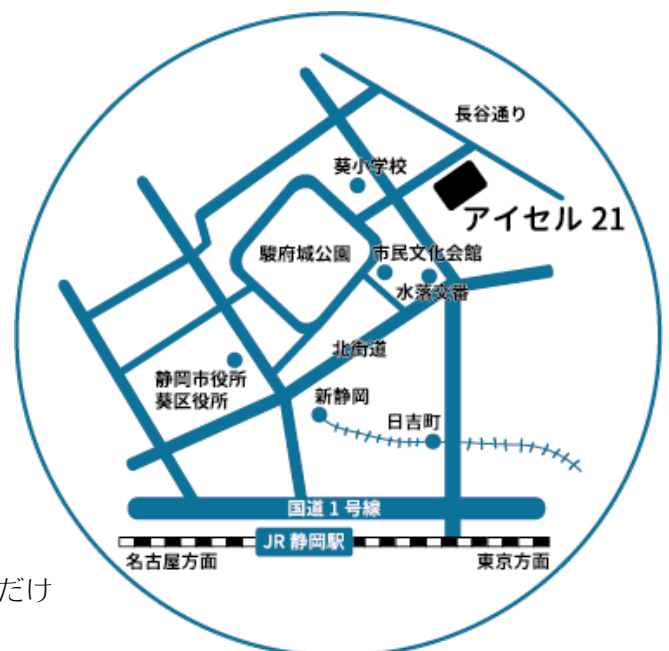 長谷通り
葵小学校
アイセル 21
駿府城公園
市民文化会館
水落交番
北街道
静岡市役所
葵区役所
新静岡
日吉町
国道 1 号線
JR 静岡駅
名古屋方面
東京方面
だけ